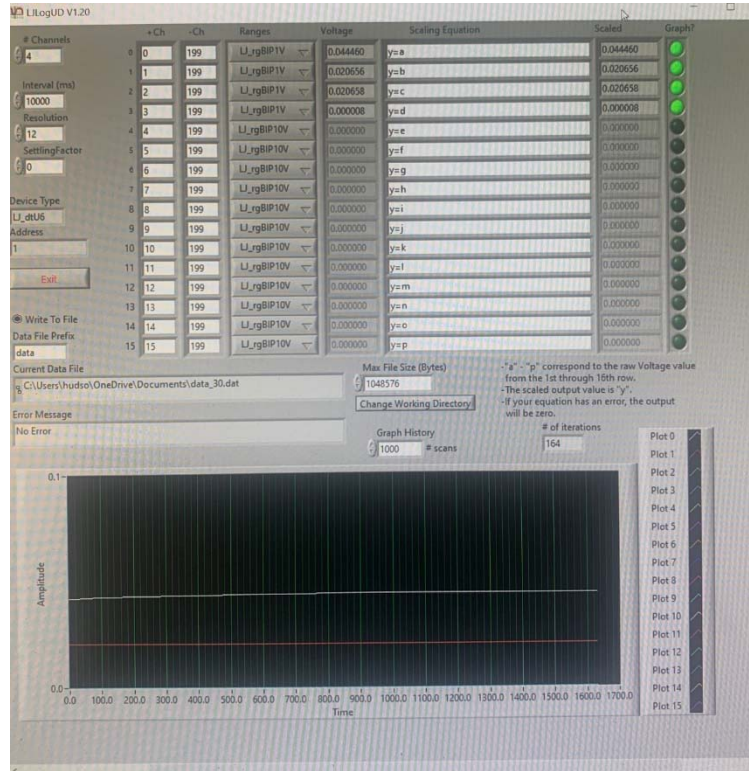 LJLogUD V1.20
+Ch -Ch Ranges Voltage Scaling Equation Scaled Graph?
# Channels
4
Interval (ms)
10000
Resolution
12
SettlingFactor
0
Device Type
LJ_dtU6
Address
1
Exit
Write To File
Data File Prefix
data
0 0 199 LJ_rgBIP1V 0.044460 y=a 0.044460
1 1 199 LJ_rgBIP1V 0.020656 y=b 0.020656
2 2 199 LJ_rgBIP1V 0.020658 y=c 0.020658
3 3 199 LJ_rgBIP1V 0.000008 y=d 0.000008
4 4 199 LJ_rgBIP10V 0.000000 y=e 0.000000
5 5 199 LJ_rgBIP10V 0.000000 y=f 0.000000
6 6 199 LJ_rgBIP10V 0.000000 y=g 0.000000
7 7 199 LJ_rgBIP10V 0.000000 y=h 0.000000
8 8 199 LJ_rgBIP10V 0.000000 y=i 0.000000
9 9 199 LJ_rgBIP10V 0.000000 y=j 0.000000
10 10 199 LJ_rgBIP10V 0.000000 y=k 0.000000
11 11 199 LJ_rgBIP10V 0.000000 y=l 0.000000
12 12 199 LJ_rgBIP10V 0.000000 y=m 0.000000
13 13 199 LJ_rgBIP10V 0.000000 y=n 0.000000
14 14 199 LJ_rgBIP10V 0.000000 y=o 0.000000
15 15 199 LJ_rgBIP10V 0.000000 y=p 0.000000
Current Data File
C:\Users\hudso\OneDrive\Documents\data_30.dat
Error Message
No Error
Max File Size (Bytes)
1048576
Change Working Directory
Graph History
1000 # scans
-"a" - "p" correspond to the raw Voltage value
from the 1st through 16th row.
-The scaled output value is "y".
-If your equation has an error, the output
will be zero.
# of iterations
164
Plot 0
Plot 1
Plot 2
Plot 3
Plot 4
Plot 5
Plot 6
Plot 7
Plot 8
Plot 9
Plot 10
Plot 11
Plot 12
Plot 13
Plot 14
Plot 15
0.1
Amplitude
0.0
0.0 100.0 200.0 300.0 400.0 500.0 600.0 700.0 800.0 900.0 1000.0 1100.0 1200.0 1300.0 1400.0 1500.0 1600.0 1700.0
Time